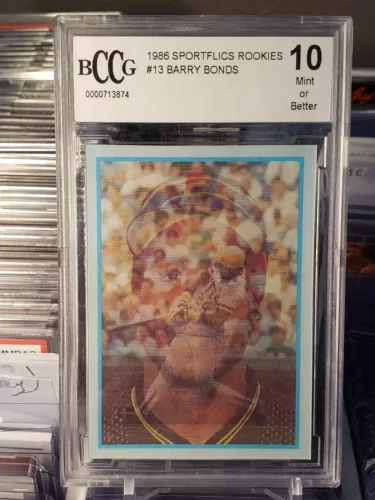 BCCG
0000713874
1986 SPORTFLICS ROOKIES
#13 BARRY BONDS
10
Mint
or
Better